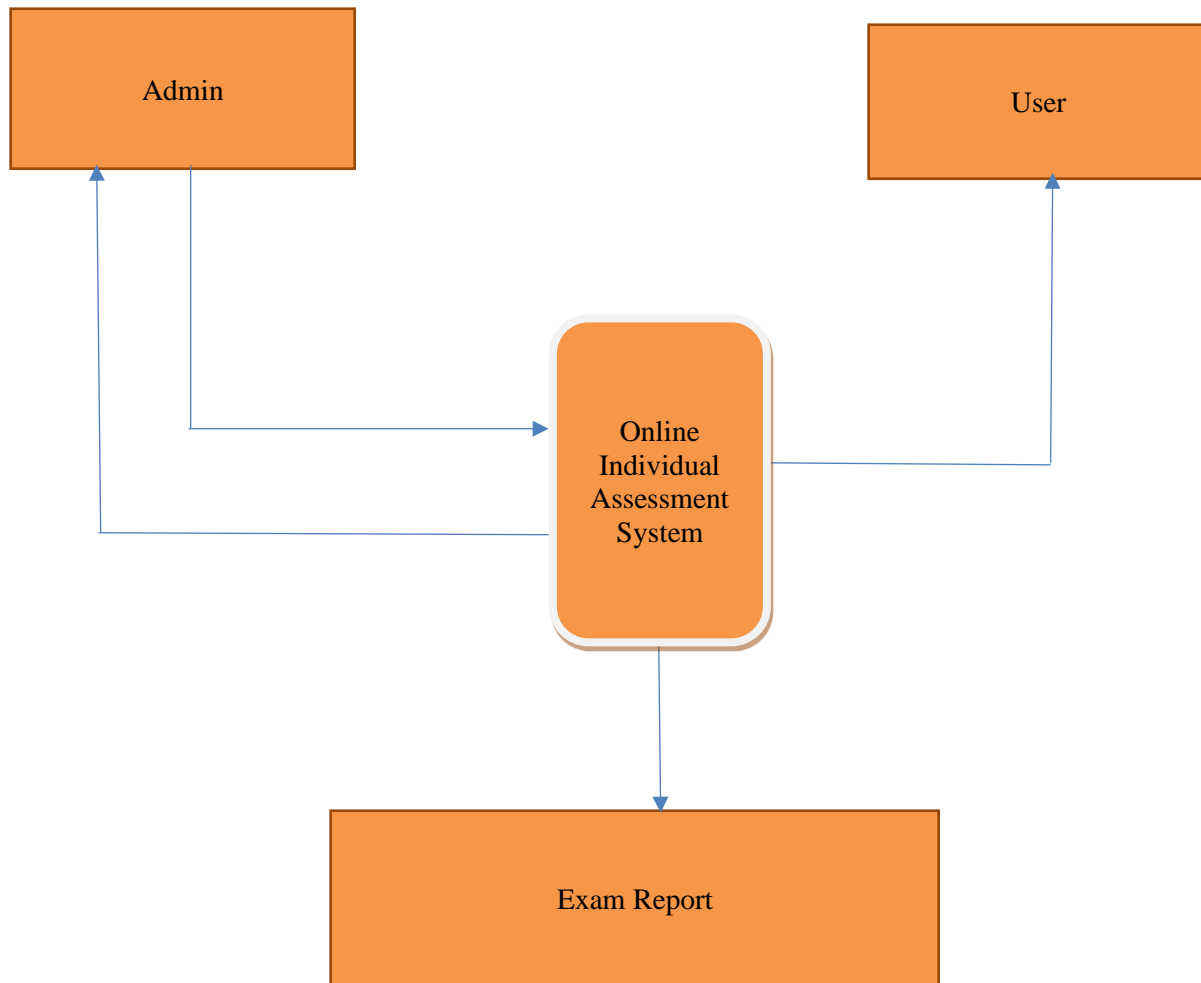 Admin
User
Online
Individual
Assessment
System
Exam Report